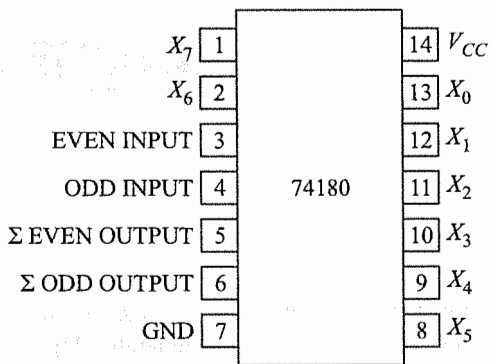 X₇ 1 14 V_CC
X₆ 2 13 X₀
EVEN INPUT 3 12 X₁
ODD INPUT 4 74180 11 X₂
Σ EVEN OUTPUT 5 10 X₃
Σ ODD OUTPUT 6 9 X₄
GND 7 8 X₅